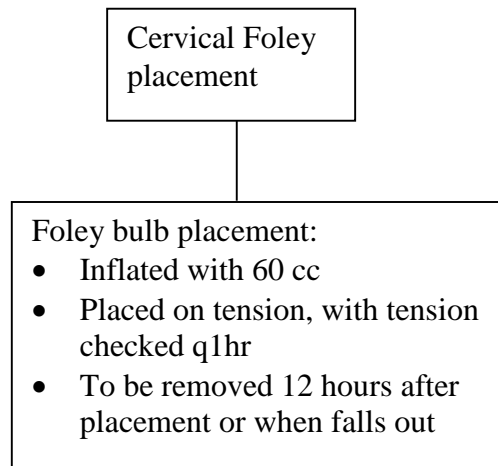 Cervical Foley
placement
Foley bulb placement:
• Inflated with 60 cc
• Placed on tension, with tension
checked q1hr
• To be removed 12 hours after
placement or when falls out